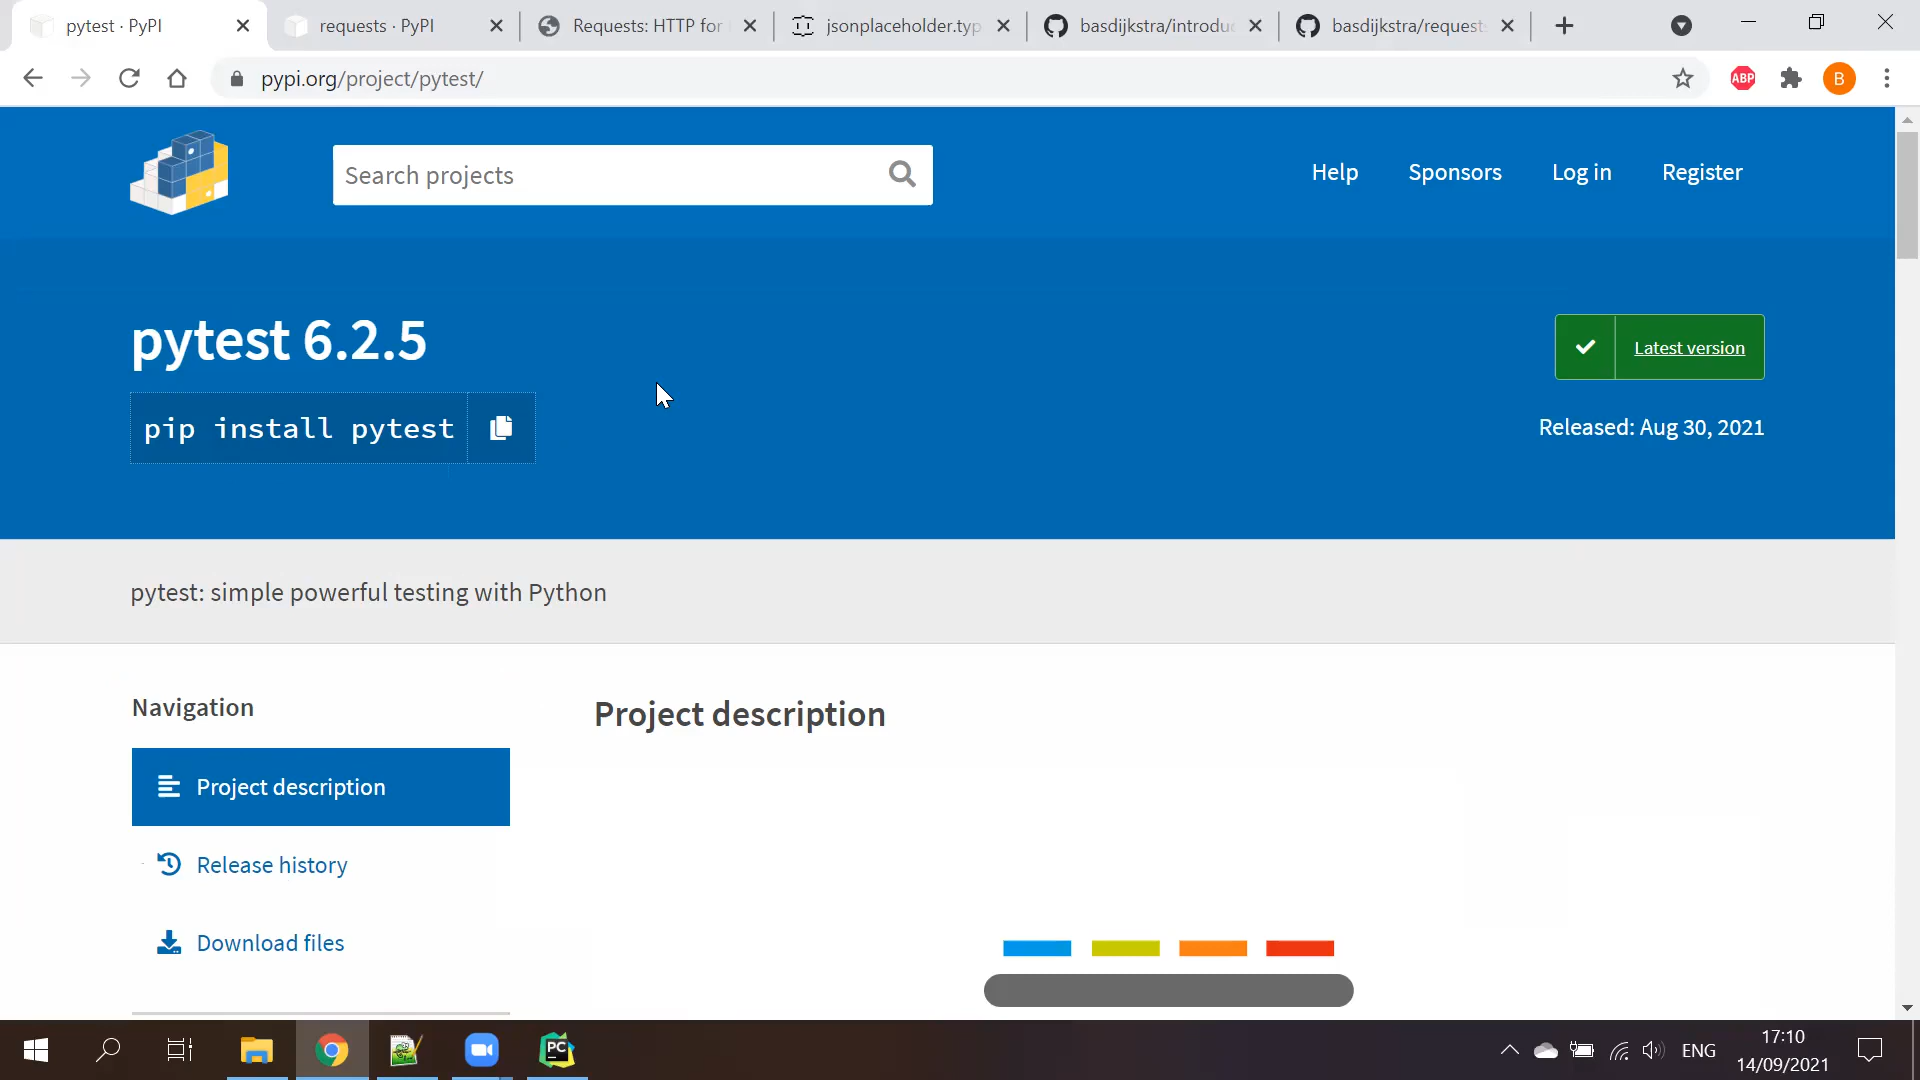 pytest · PyPI
requests · PyPI
Requests: HTTP for
jsonplaceholder.typ
basdijkstra/introdu
basdijkstra/request
pypi.org/project/pytest/
ABP
B
Search projects
Help
Sponsors
Log in
Register
pytest 6.2.5
Latest version
pip install pytest
Released: Aug 30, 2021
pytest: simple powerful testing with Python
Navigation
Project description
Project description
Release history
Download files
PC
ENG
17:10
14/09/2021